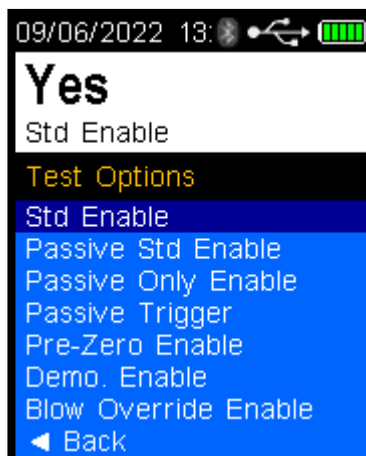 09/06/2022 13:
Yes
Std Enable
Test Options
Std Enable
Passive Std Enable
Passive Only Enable
Passive Trigger
Pre-Zero Enable
Demo. Enable
Blow Override Enable
◄ Back